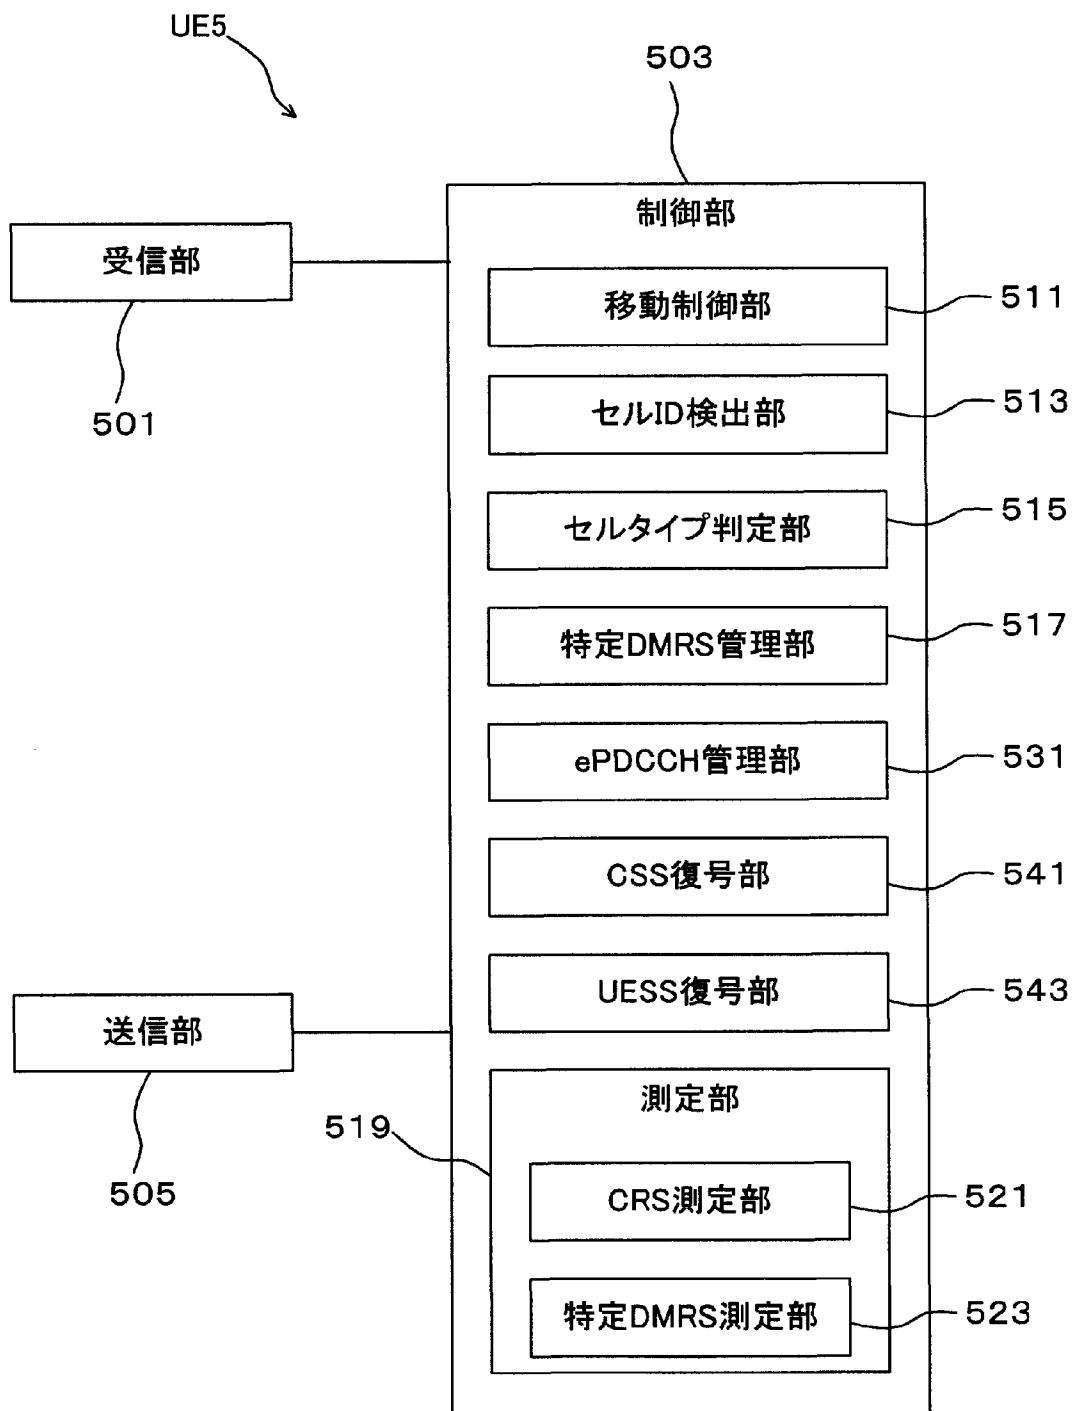 UE5
503
制御部
受信部
501
移動制御部
511
セルID検出部
513
セルタイプ判定部
515
特定DMRS管理部
517
ePDCCH管理部
531
CSS復号部
541
UESS復号部
543
送信部
505
測定部
519
CRS測定部
521
特定DMRS測定部
523